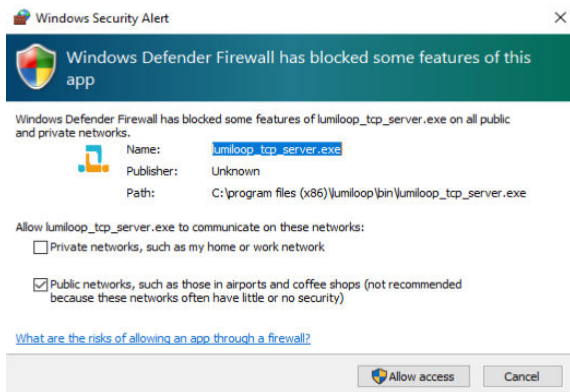 Windows Security Alert
Windows Defender Firewall has blocked some features of this
app
Windows Defender Firewall has blocked some features of lumiloop_tcp_server.exe on all public
and private networks.
Name: lumiloop_tcp_server.exe
Publisher: Unknown
Path: C:\program files (x86)\lumiloop\bin\lumiloop_tcp_server.exe
Allow lumiloop_tcp_server.exe to communicate on these networks:
Private networks, such as my home or work network
Public networks, such as those in airports and coffee shops (not recommended
because these networks often have little or no security)
What are the risks of allowing an app through a firewall?
Allow access Cancel